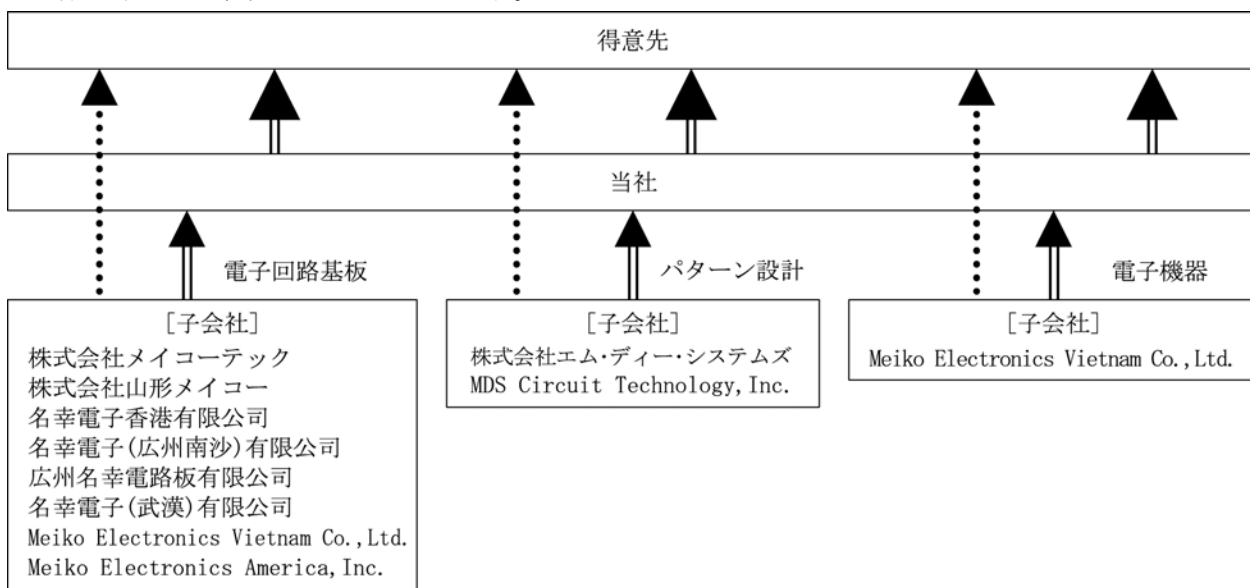 得意先
当社
電子回路基板
パターン設計
電子機器
[子会社]
株式会社メイコーテック
株式会社山形メイコー
名幸電子香港有限公司
名幸電子(広州南沙)有限公司
広州名幸電路板有限公司
名幸電子(武漢)有限公司
Meiko Electronics Vietnam Co.,Ltd.
Meiko Electronics America,Inc.
[子会社]
株式会社エム・ディー・システムズ
MDS Circuit Technology,Inc.
[子会社]
Meiko Electronics Vietnam Co.,Ltd.